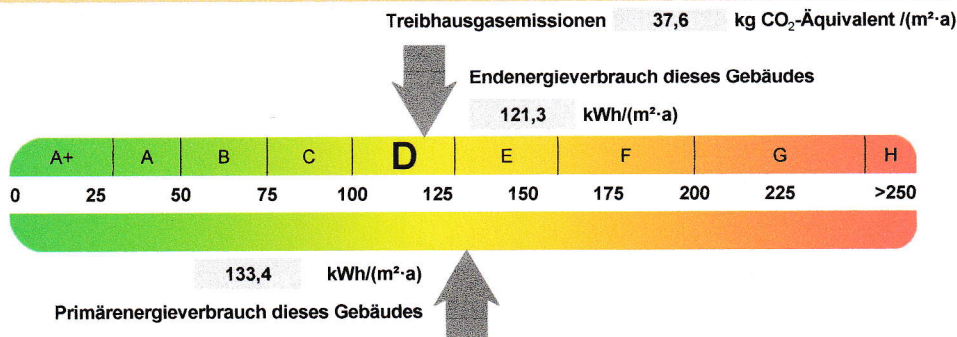 Treibhausgasemissionen 37,6 kg CO₂-Äquivalent /(m²·a)
Endenergieverbrauch dieses Gebäudes
121,3 kWh/(m²·a)
A+ A B C D E F G H
0 25 50 75 100 125 150 175 200 225 >250
133,4 kWh/(m²·a)
Primärenergieverbrauch dieses Gebäudes